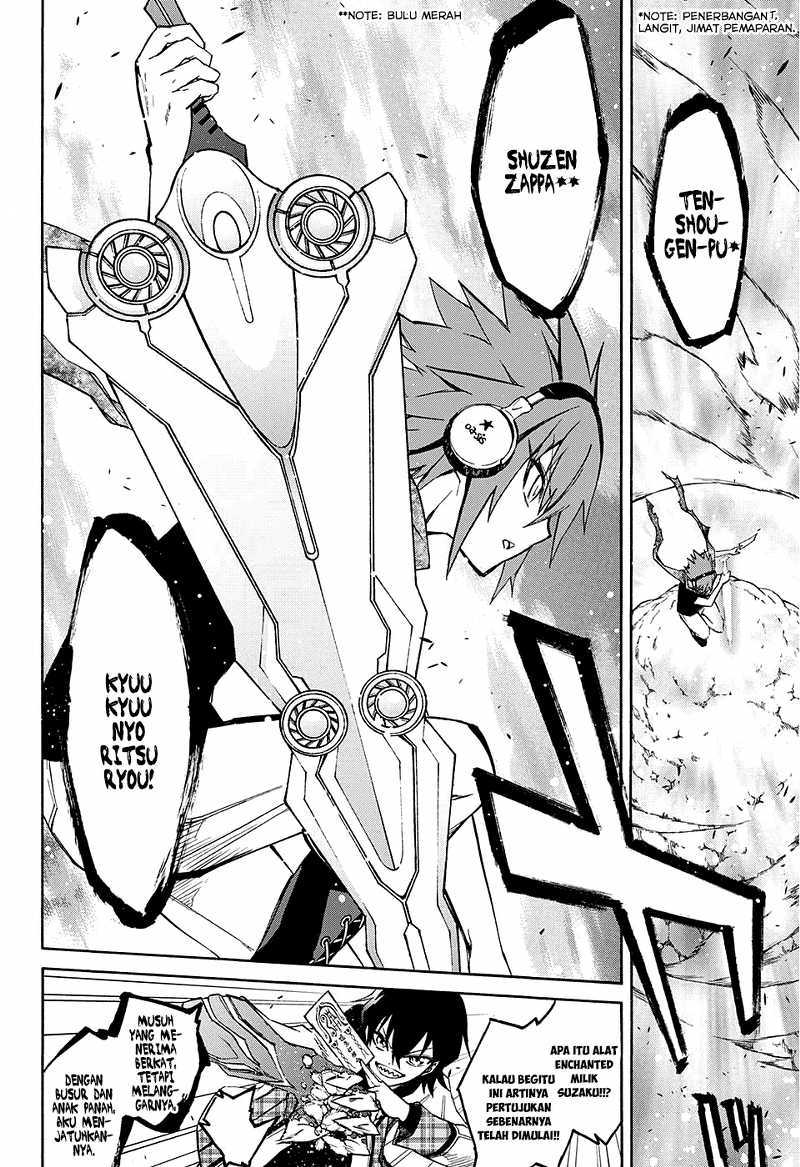 *NOTE: PENERBANGAN T.
LANGIT, JIMAT PEMAPARAN.
TEN-
SHOU-
GEN-PU*
**NOTE: BULU MERAH
SHUZEN
ZAPPA**
KYUU
KYUU
NYO
RITSU
RYOU!
APA ITU ALAT
ENCHANTED
MILIK
SUZAKU!!?
KALAU BEGITU
INI ARTINYA
PERTUJUKAN
SEBENARNYA
TELAH DIMULAI!!
MUSUH
YANG ME-
NERIMA
BERKAT,
TETAPI
MELANG-
GARNYA.
DENGAN
BUSUR DAN
ANAK PANAH,
AKU MEN-
JATUHKAN-
NYA.